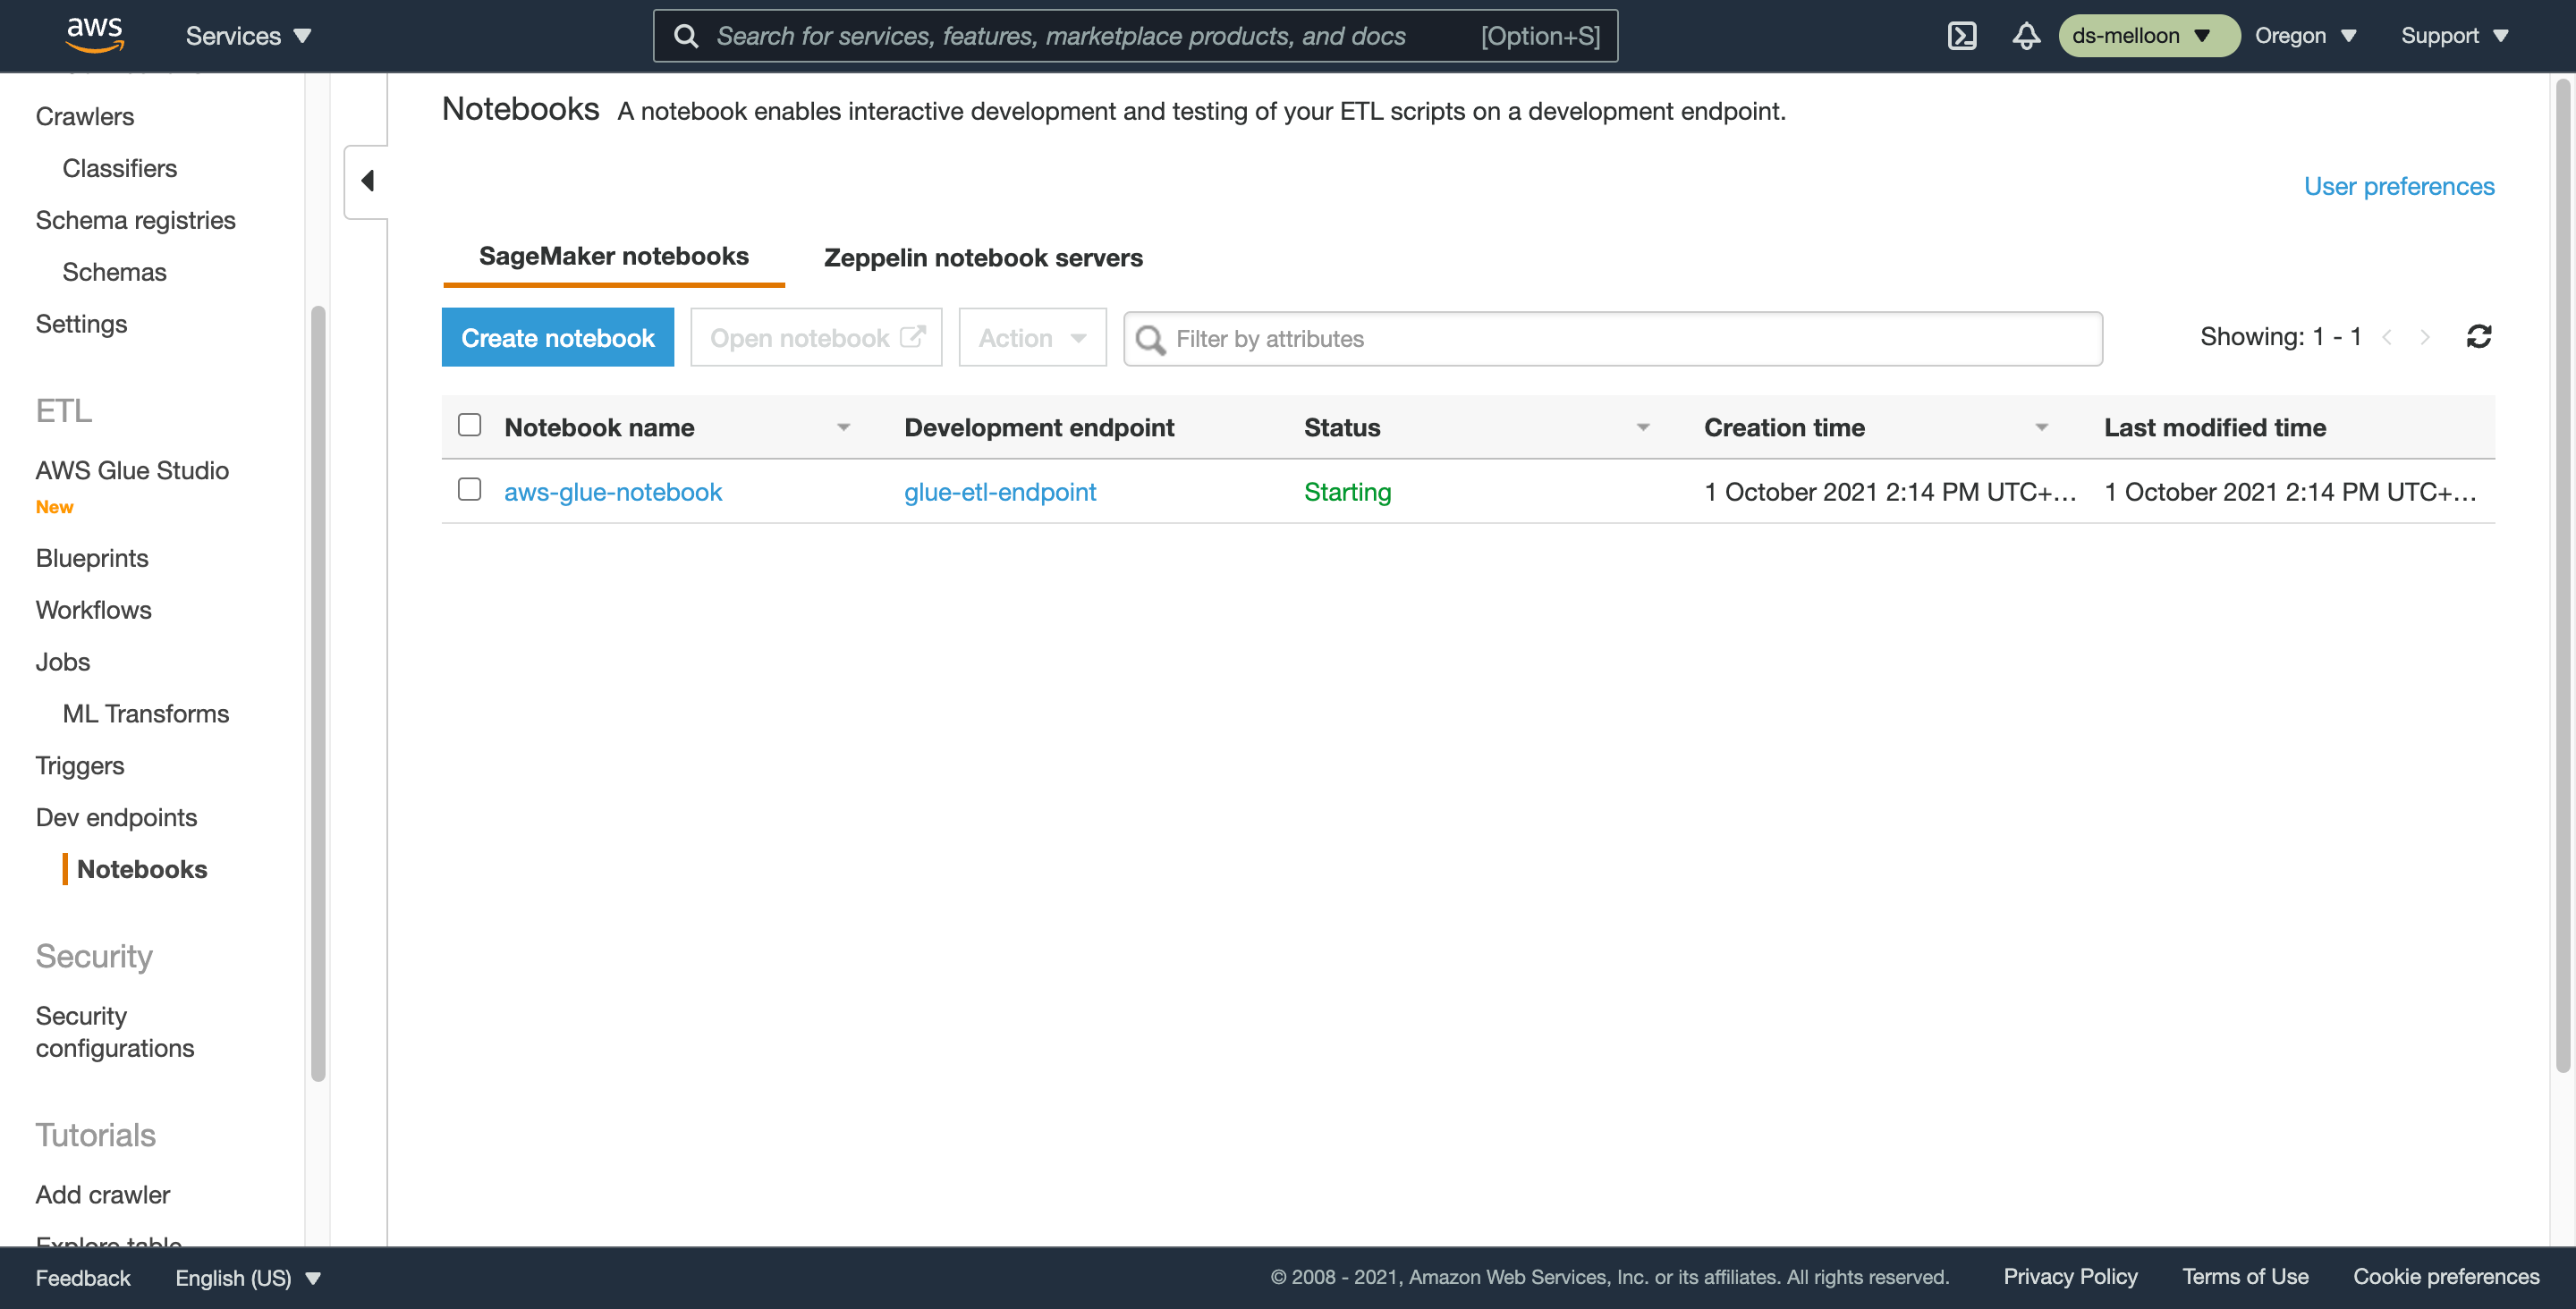 aws
Services
Search for services, features, marketplace products, and docs
[Option+S]
ds-melloon
Oregon
Support
Crawlers
Classifiers
Schema registries
Schemas
Settings
ETL
AWS Glue Studio
New
Blueprints
Workflows
Jobs
ML Transforms
Triggers
Dev endpoints
Notebooks
Security
Security
configurations
Tutorials
Add crawler
Explore table
Notebooks A notebook enables interactive development and testing of your ETL scripts on a development endpoint.
User preferences
SageMaker notebooks
Zeppelin notebook servers
Create notebook
Open notebook
Action
Filter by attributes
Showing: 1 - 1
Notebook name
Development endpoint
Status
Creation time
Last modified time
aws-glue-notebook
glue-etl-endpoint
Starting
1 October 2021 2:14 PM UTC+...
1 October 2021 2:14 PM UTC+...
Feedback
English (US)
© 2008 - 2021, Amazon Web Services, Inc. or its affiliates. All rights reserved.
Privacy Policy
Terms of Use
Cookie preferences